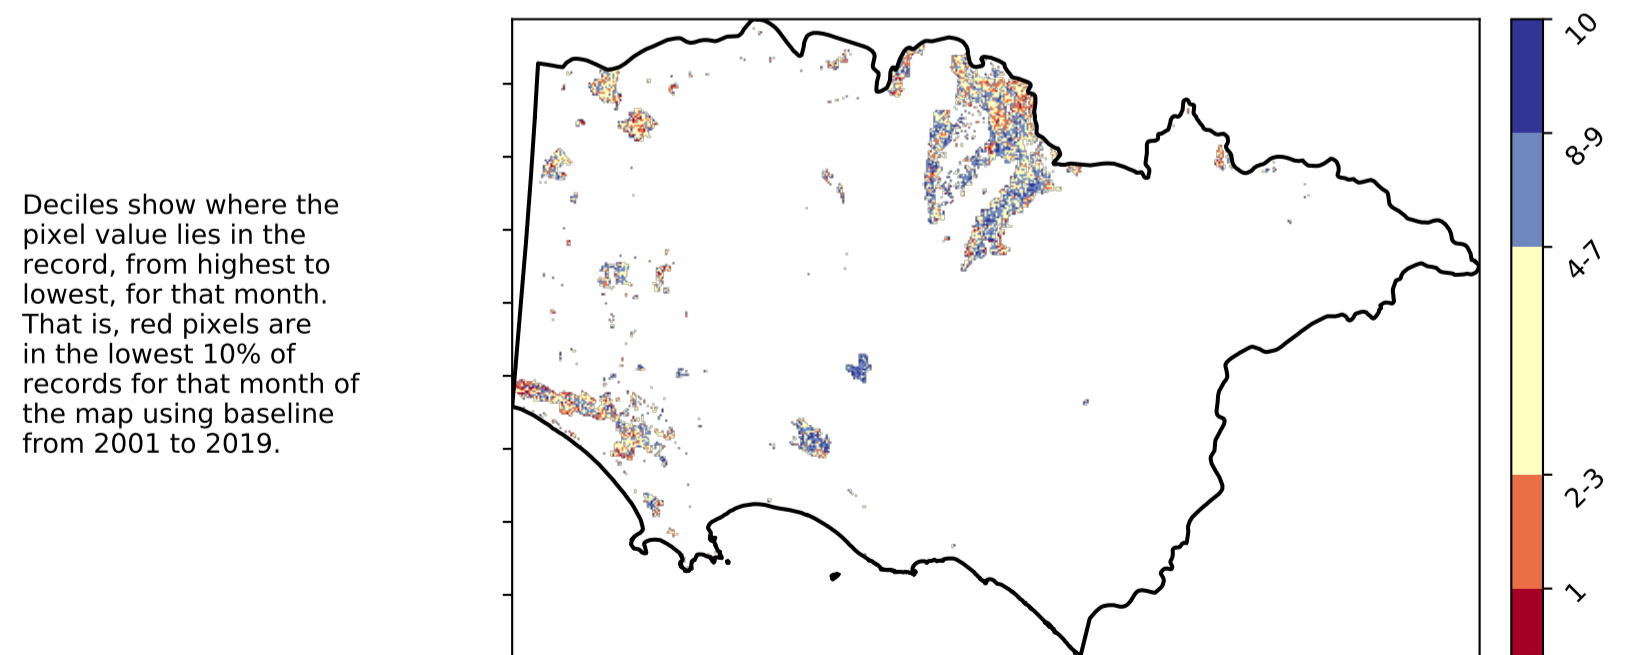 Deciles show where the
pixel value lies in the
record, from highest to
lowest, for that month.
That is, red pixels are
in the lowest 10% of
records for that month of
the map using baseline
from 2001 to 2019.
10
8-9
4-7
2-3
1